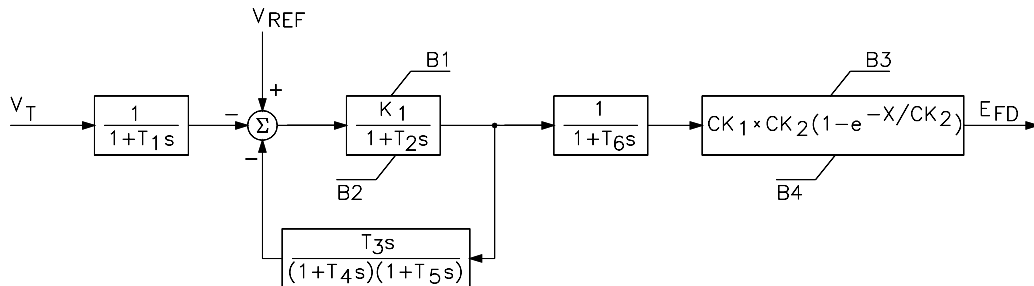 V_REF
B1
B3
V_T
1
1+T_1s
−
+
Σ
−
K_1
1+T_2s
1
1+T_6s
CK_1×CK_2(1−e^{−X/CK_2})
E_FD
B2
B4
T_3s
(1+T_4s)(1+T_5s)